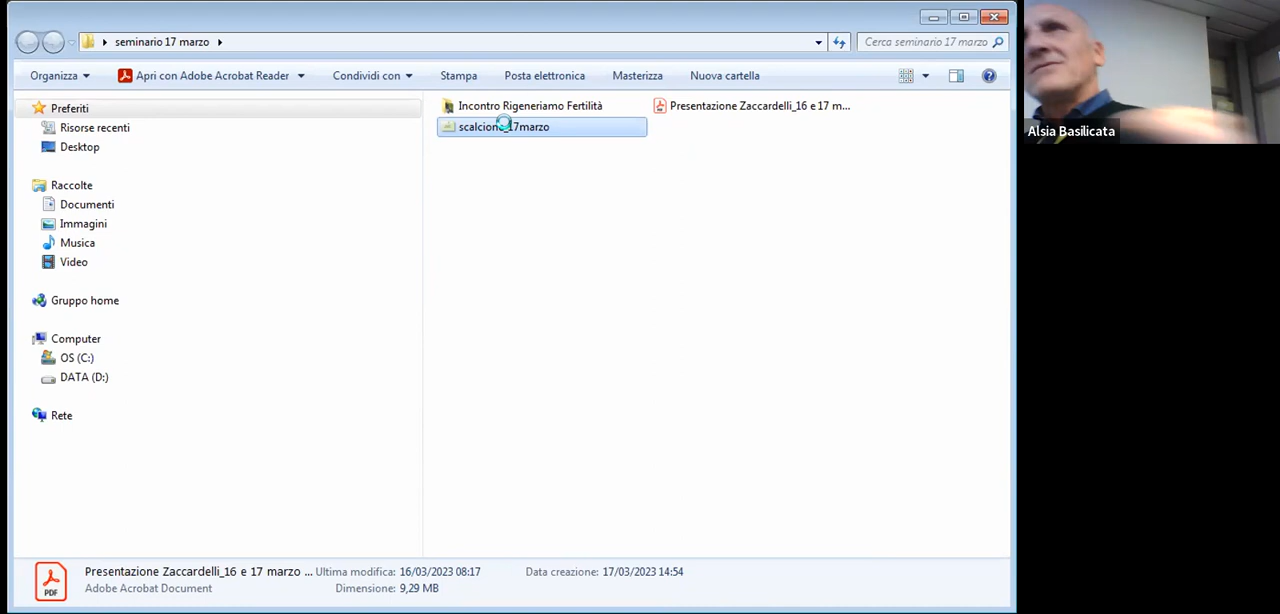 seminario 17 marzo
Cerca seminario 17 marzo
Organizza
Apri con Adobe Acrobat Reader
Condividi con
Stampa
Posta elettronica
Masterizza
Nuova cartella
Preferiti
Risorse recenti
Desktop
Raccolte
Documenti
Immagini
Musica
Video
Gruppo home
Computer
OS (C:)
DATA (D:)
Rete
Incontro Rigeneriamo Fertilità
Presentazione Zaccardelli_16 e 17 m...
scalcione_17marzo
Alsia Basilicata
Presentazione Zaccardelli_16 e 17 marzo ... Ultima modifica: 16/03/2023 08:17 Data creazione: 17/03/2023 14:54
Adobe Acrobat Document Dimensione: 9,29 MB
PDF